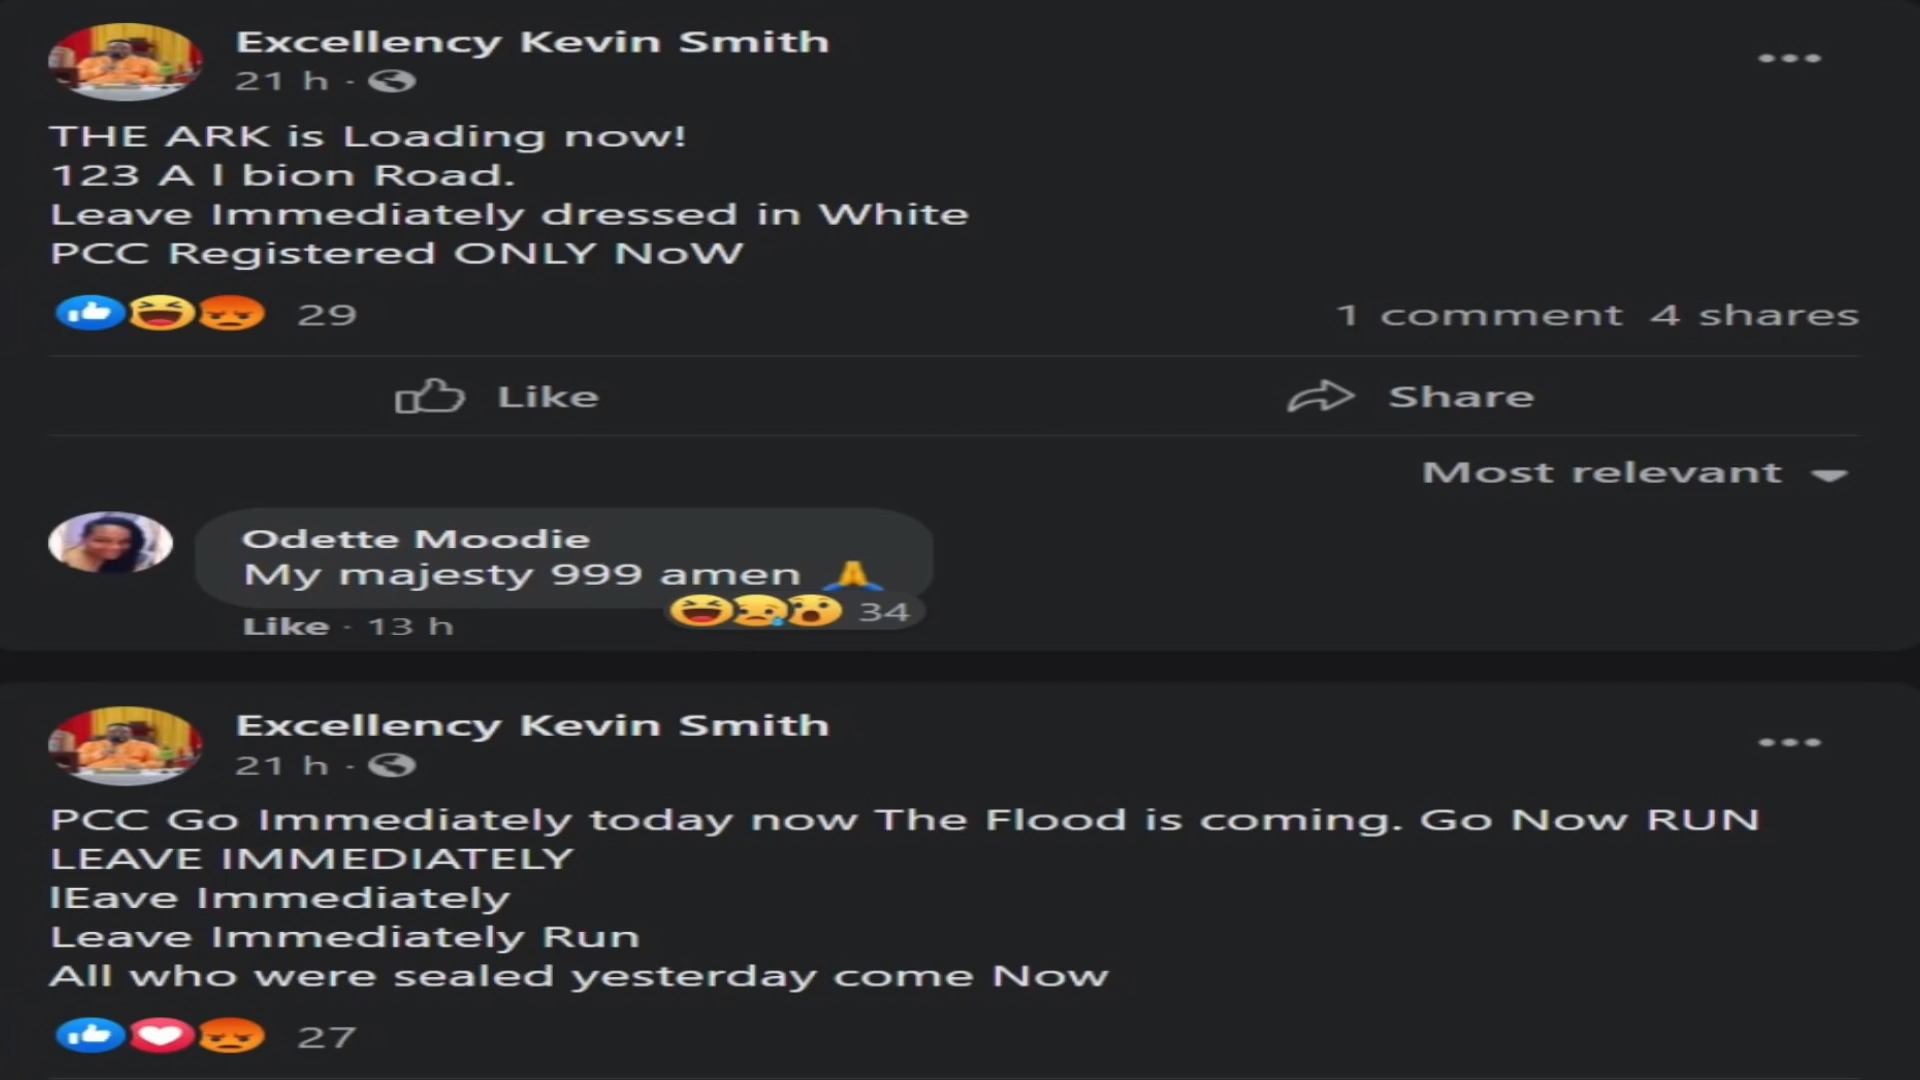 Excellency Kevin Smith
21 h ·
THE ARK is Loading now!
123 A l bion Road.
Leave Immediately dressed in White
PCC Registered ONLY NoW
29
1 comment 4 shares
Like
Share
Most relevant
Odette Moodie
My majesty 999 amen 🙏
34
Like · 13 h
Excellency Kevin Smith
21 h ·
PCC Go Immediately today now The Flood is coming. Go Now RUN
LEAVE IMMEDIATELY
lEave Immediately
Leave Immediately Run
All who were sealed yesterday come Now
27